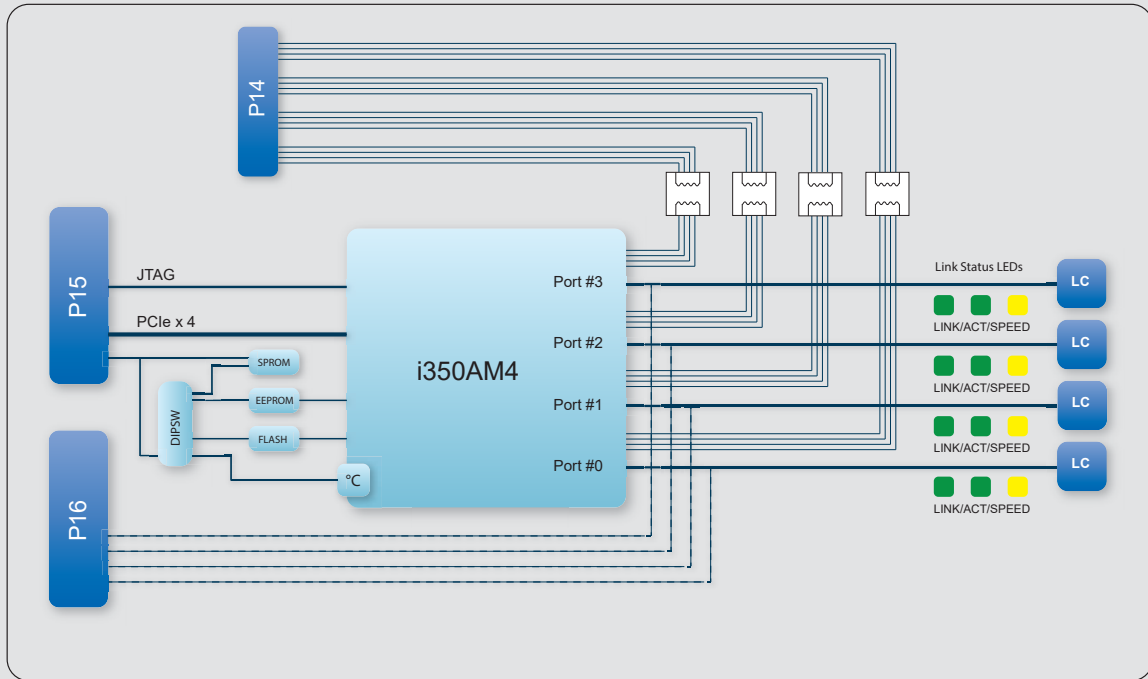 P14
P15
JTAG
PCIe x 4
SPROM
EEPROM
FLASH
DIPSW
°C
i350AM4
Port #3
Port #2
Port #1
Port #0
Link Status LEDs
LC
LINK/ACT/SPEED
LC
LINK/ACT/SPEED
LC
LINK/ACT/SPEED
LC
LINK/ACT/SPEED
P16